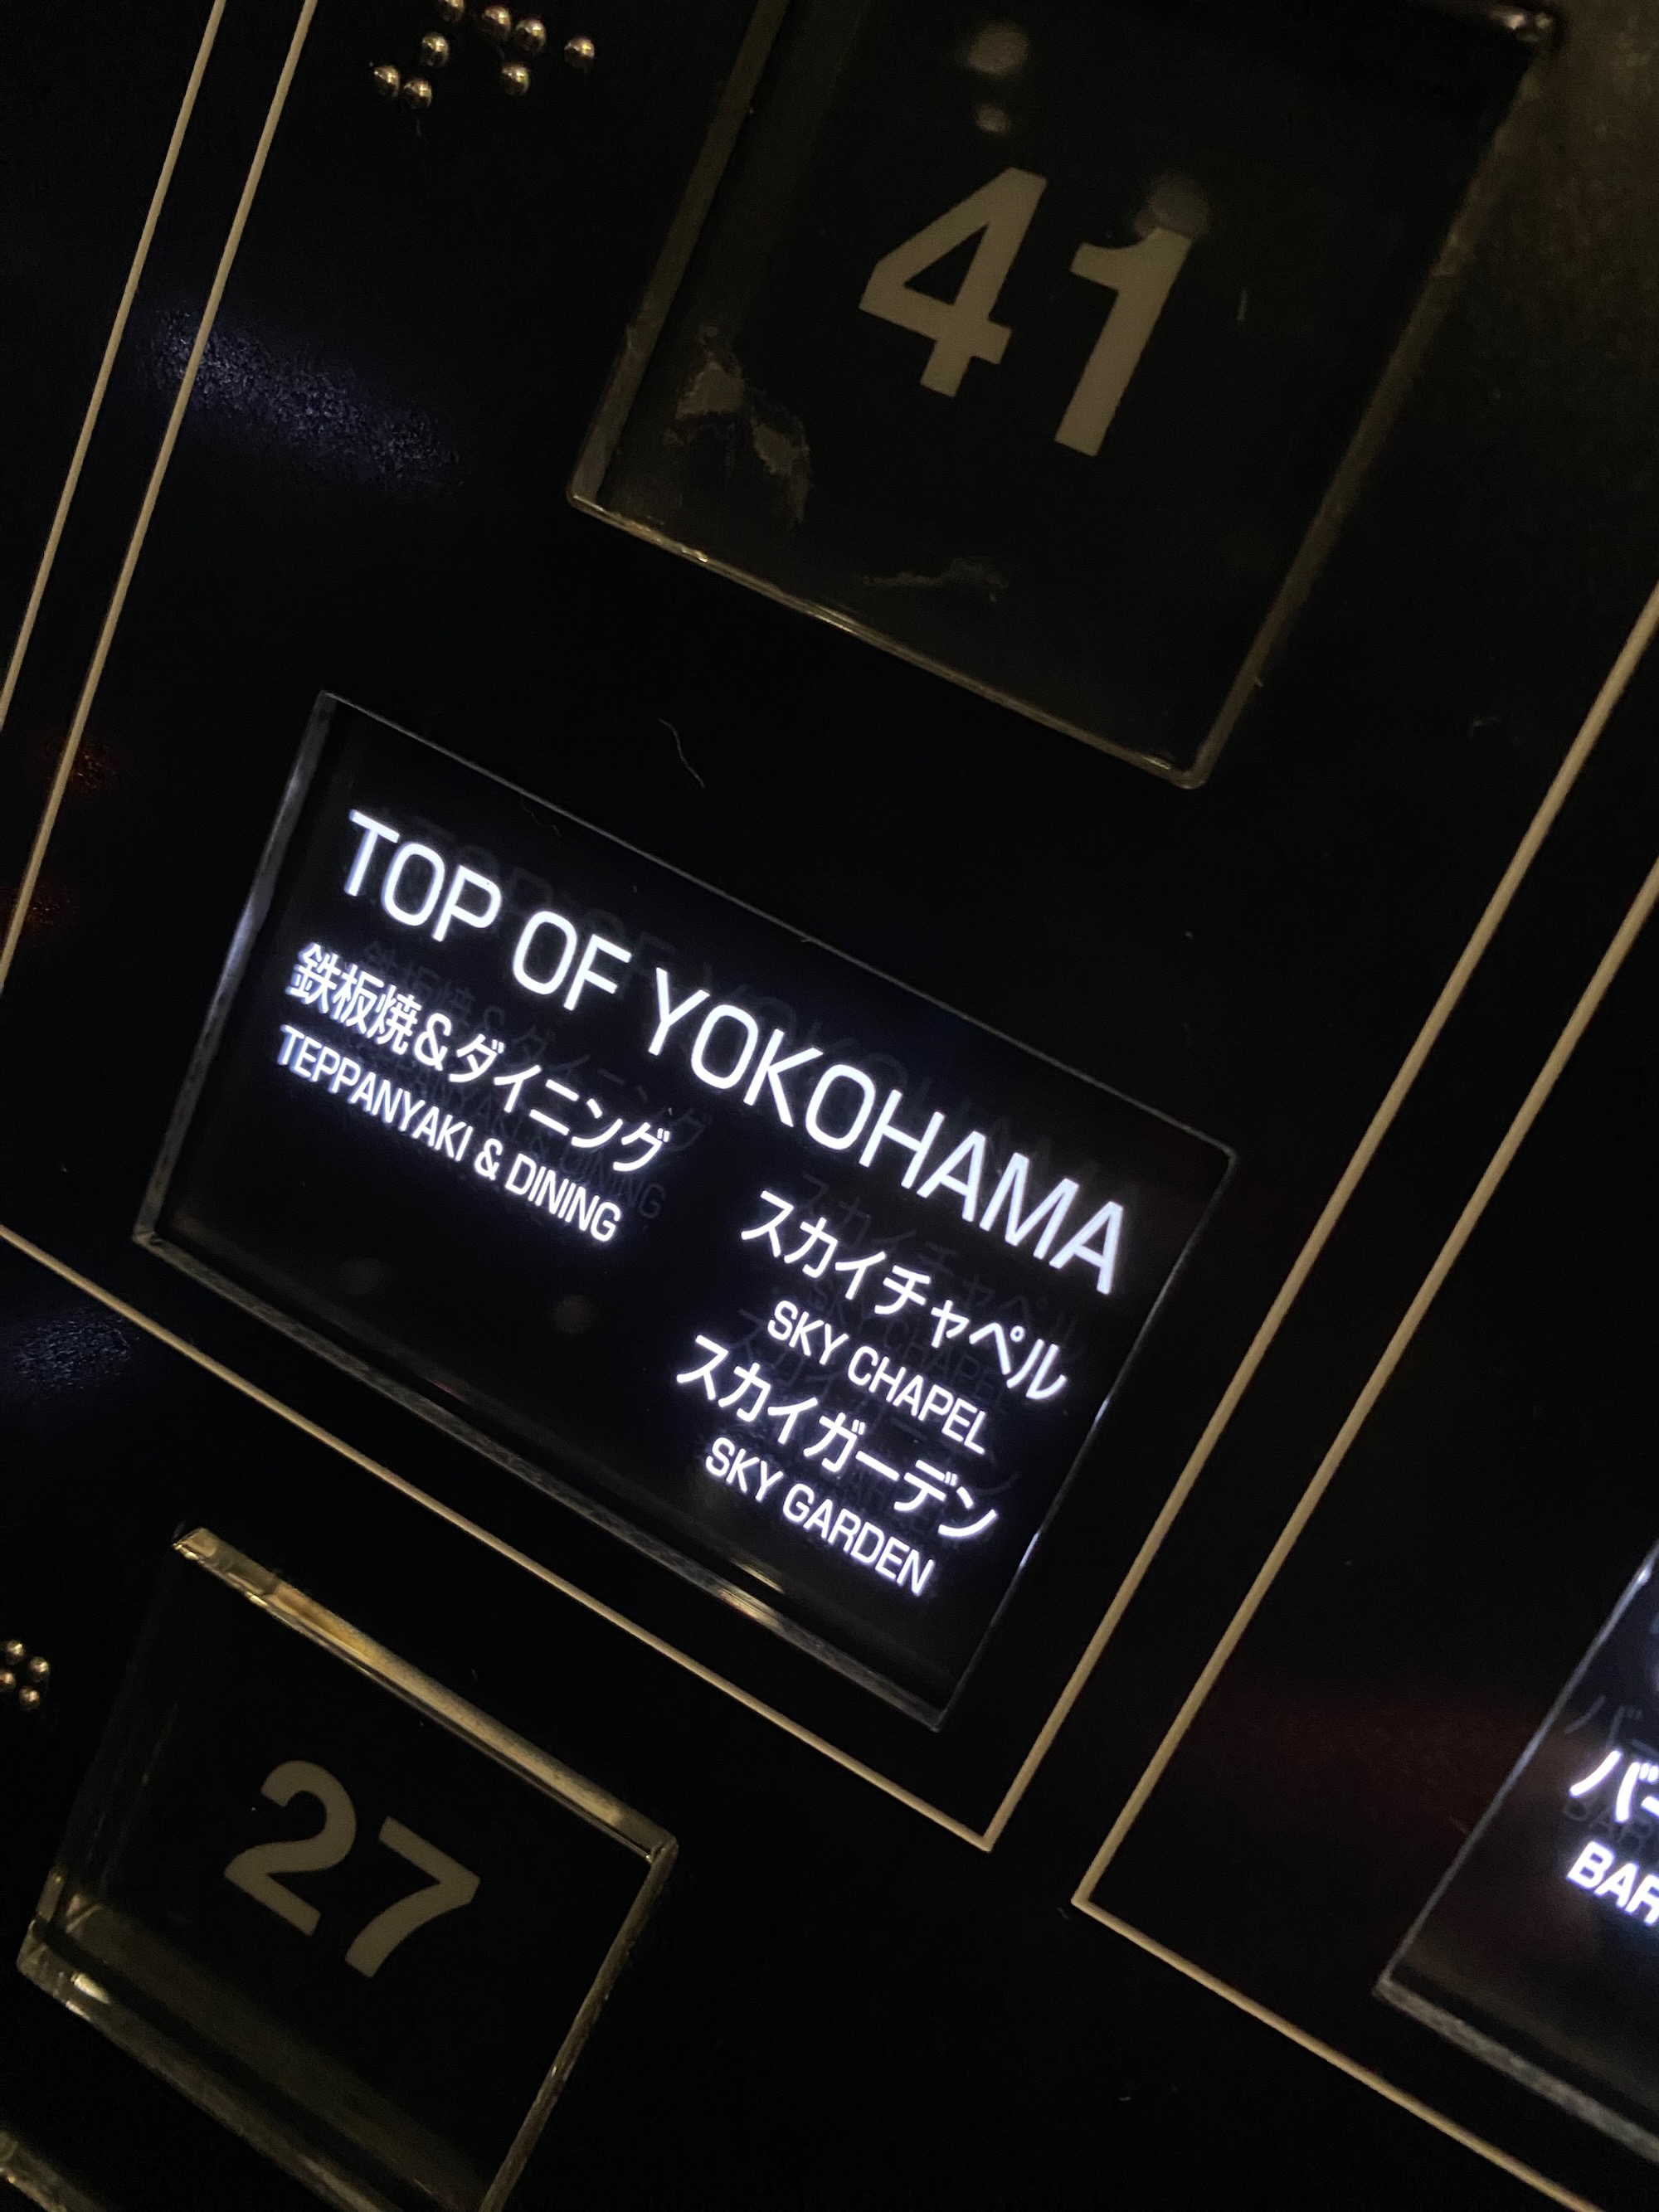 41
TOP OF YOKOHAMA
鉄板焼&ダイニング
TEPPANYAKI & DINING
スカイチャペル
SKY CHAPEL
スカイガーデン
SKY GARDEN
27
BAR